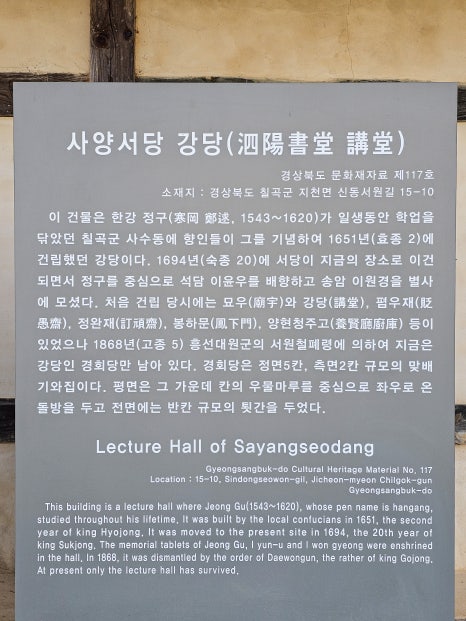 사양서당 강당(泗陽書堂 講堂)
경상북도 문화재자료 제117호
소재지 : 경상북도 칠곡군 지천면 신동서원길 15-10
이 건물은 한강 정구(寒岡 鄭逑, 1543~1620)가 일생동안 학업을
닦았던 칠곡군 사수동에 향인들이 그를 기념하여 1651년(효종 2)에
건립했던 강당이다. 1694년(숙종 20)에 서당이 지금의 장소로 이건
되면서 정구를 중심으로 석담 이윤우를 배향하고 송암 이원경을 별사
에 모셨다. 처음 건립 당시에는 묘우(廟宇)와 강당(講堂), 폄우재(貶
愚齋), 정완재(訂頑齋), 봉하문(鳳下門), 양현청주고(養賢廳廚庫) 등이
있었으나 1868년(고종 5) 흥선대원군의 서원철폐령에 의하여 지금은
강당인 경회당만 남아 있다. 경회당은 정면5칸, 측면2칸 규모의 맞배
기와집이다. 평면은 그 가운데 칸의 우물마루를 중심으로 좌우로 온
돌방을 두고 전면에는 반칸 규모의 툇간을 두었다.
Lecture Hall of Sayangseodang
Gyeongsangbuk-do Cultural Heritage Material No, 117
Location : 15-10, Sindongseowon-gil, Jicheon-myeon Chilgok-gun
Gyeongsangbuk-do
This building is a lecture hall where Jeong Gu(1543~1620), whose pen name is hangang,
studied throughout his lifetime. It was built by the local confucians in 1651, the second
year of king Hyojong. It was moved to the present site in 1694, the 20th year of
king Sukjong. The memorial tablets of Jeong Gu, I yun-u and I won gyeong were enshrined
in the hall. In 1868, it was dismantled by the order of Daewongun, the rather of king Gojong.
At present only the lecture hall has survived.